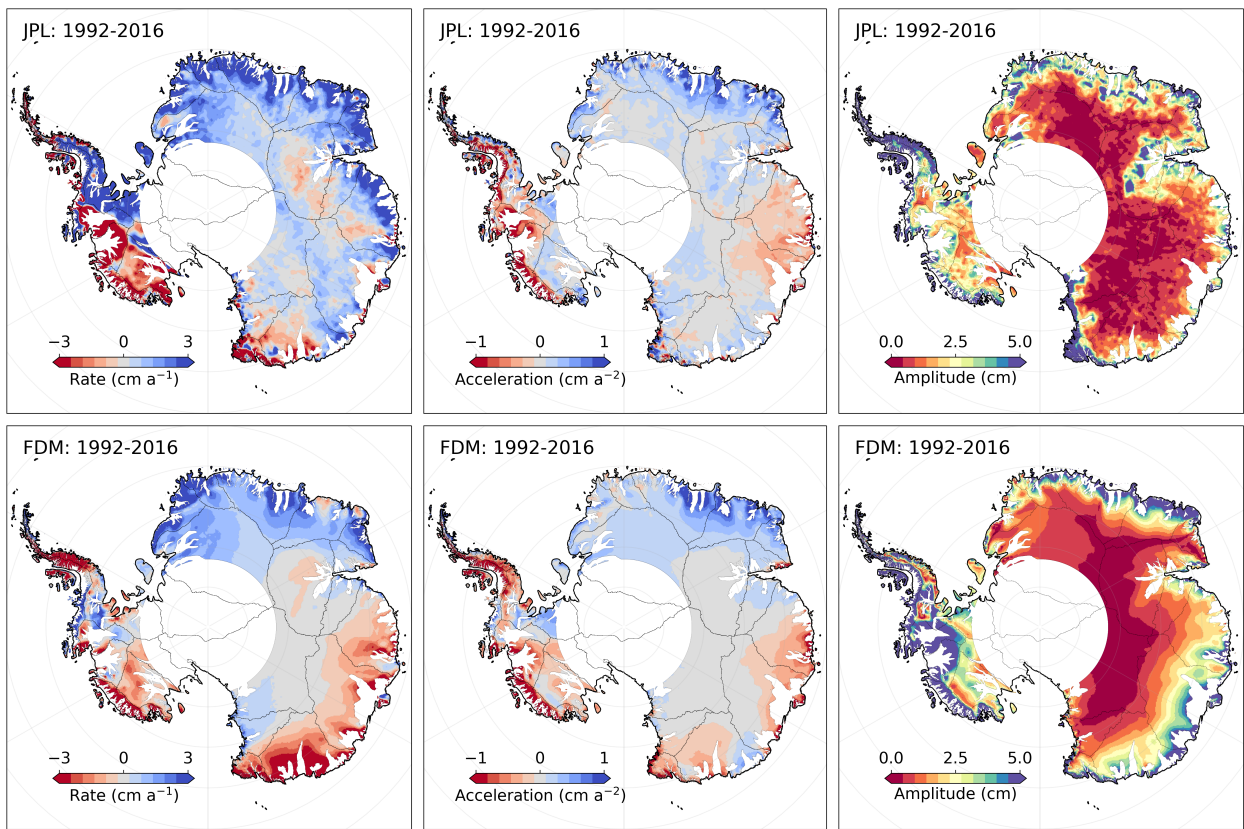 JPL: 1992-2016
−3 0 3
Rate (cm a⁻¹)
JPL: 1992-2016
−1 0 1
Acceleration (cm a⁻²)
JPL: 1992-2016
0.0 2.5 5.0
Amplitude (cm)
FDM: 1992-2016
−3 0 3
Rate (cm a⁻¹)
FDM: 1992-2016
−1 0 1
Acceleration (cm a⁻²)
FDM: 1992-2016
0.0 2.5 5.0
Amplitude (cm)